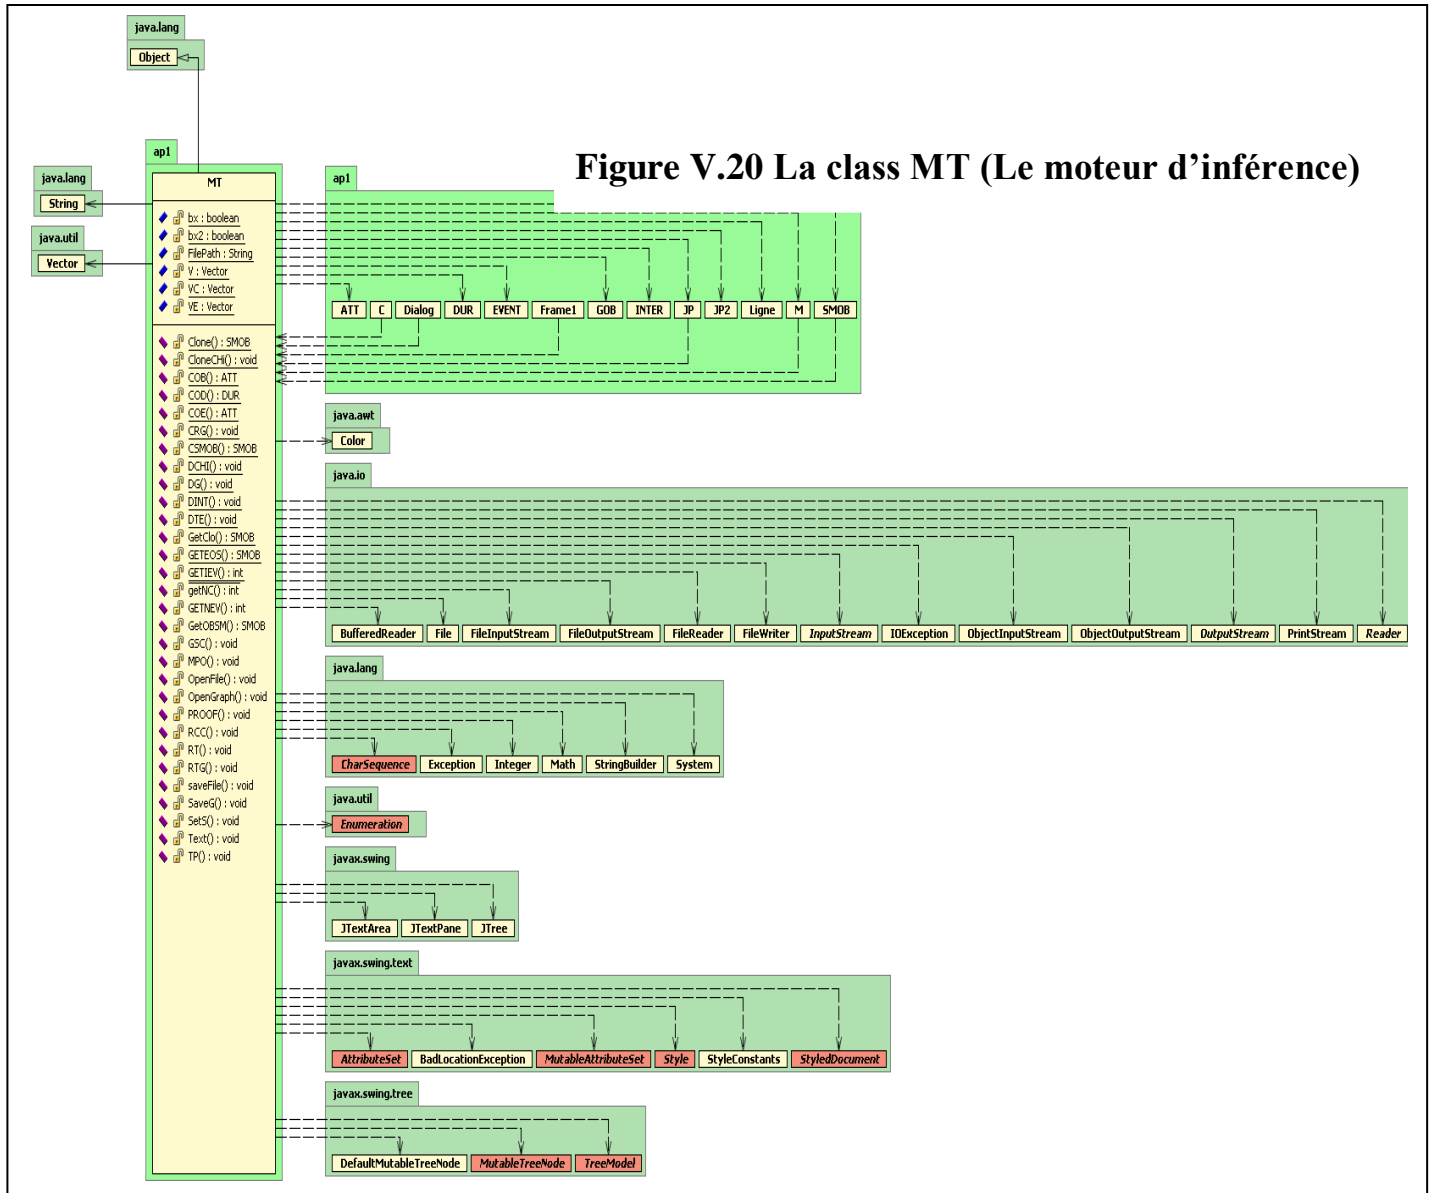 java.lang
Object
Figure V.20 La class MT (Le moteur d’inférence)
java.lang
String
java.util
Vector
ap1
MT
bx : boolean
bx2 : boolean
FilePath : String
V : Vector
VC : Vector
VE : Vector
Clone() : SMOB
CloneCHi() : void
COB() : ATT
COD() : DUR
COE() : ATT
CRG() : void
CSMOB() : SMOB
DCHI() : void
DG() : void
DINT() : void
DTE() : void
GetClo() : SMOB
GETEOS() : SMOB
GETIEV() : int
getNC() : int
GETNEV() : int
GetOBSM() : SMOB
GSC() : void
MPO() : void
OpenFile() : void
OpenGraph() : void
PROOF() : void
RCC() : void
RT() : void
RTG() : void
saveFile() : void
SaveG() : void
SetS() : void
Text() : void
TP() : void
ap1
ATT C Dialog DUR EVENT Frame1 GOB INTER JP JP2 Ligne M SMOB
java.awt
Color
java.io
BufferedReader File FileInputStream FileOutputStream FileReader FileWriter InputStream IOException ObjectInputStream ObjectOutputStream OutputStream PrintStream Reader
java.lang
CharSequence Exception Integer Math StringBuilder System
java.util
Enumeration
javax.swing
JTextArea JTextPane JTree
javax.swing.text
AttributeSet BadLocationException MutableAttributeSet Style StyleConstants StyledDocument
javax.swing.tree
DefaultMutableTreeNode MutableTreeNode TreeModel